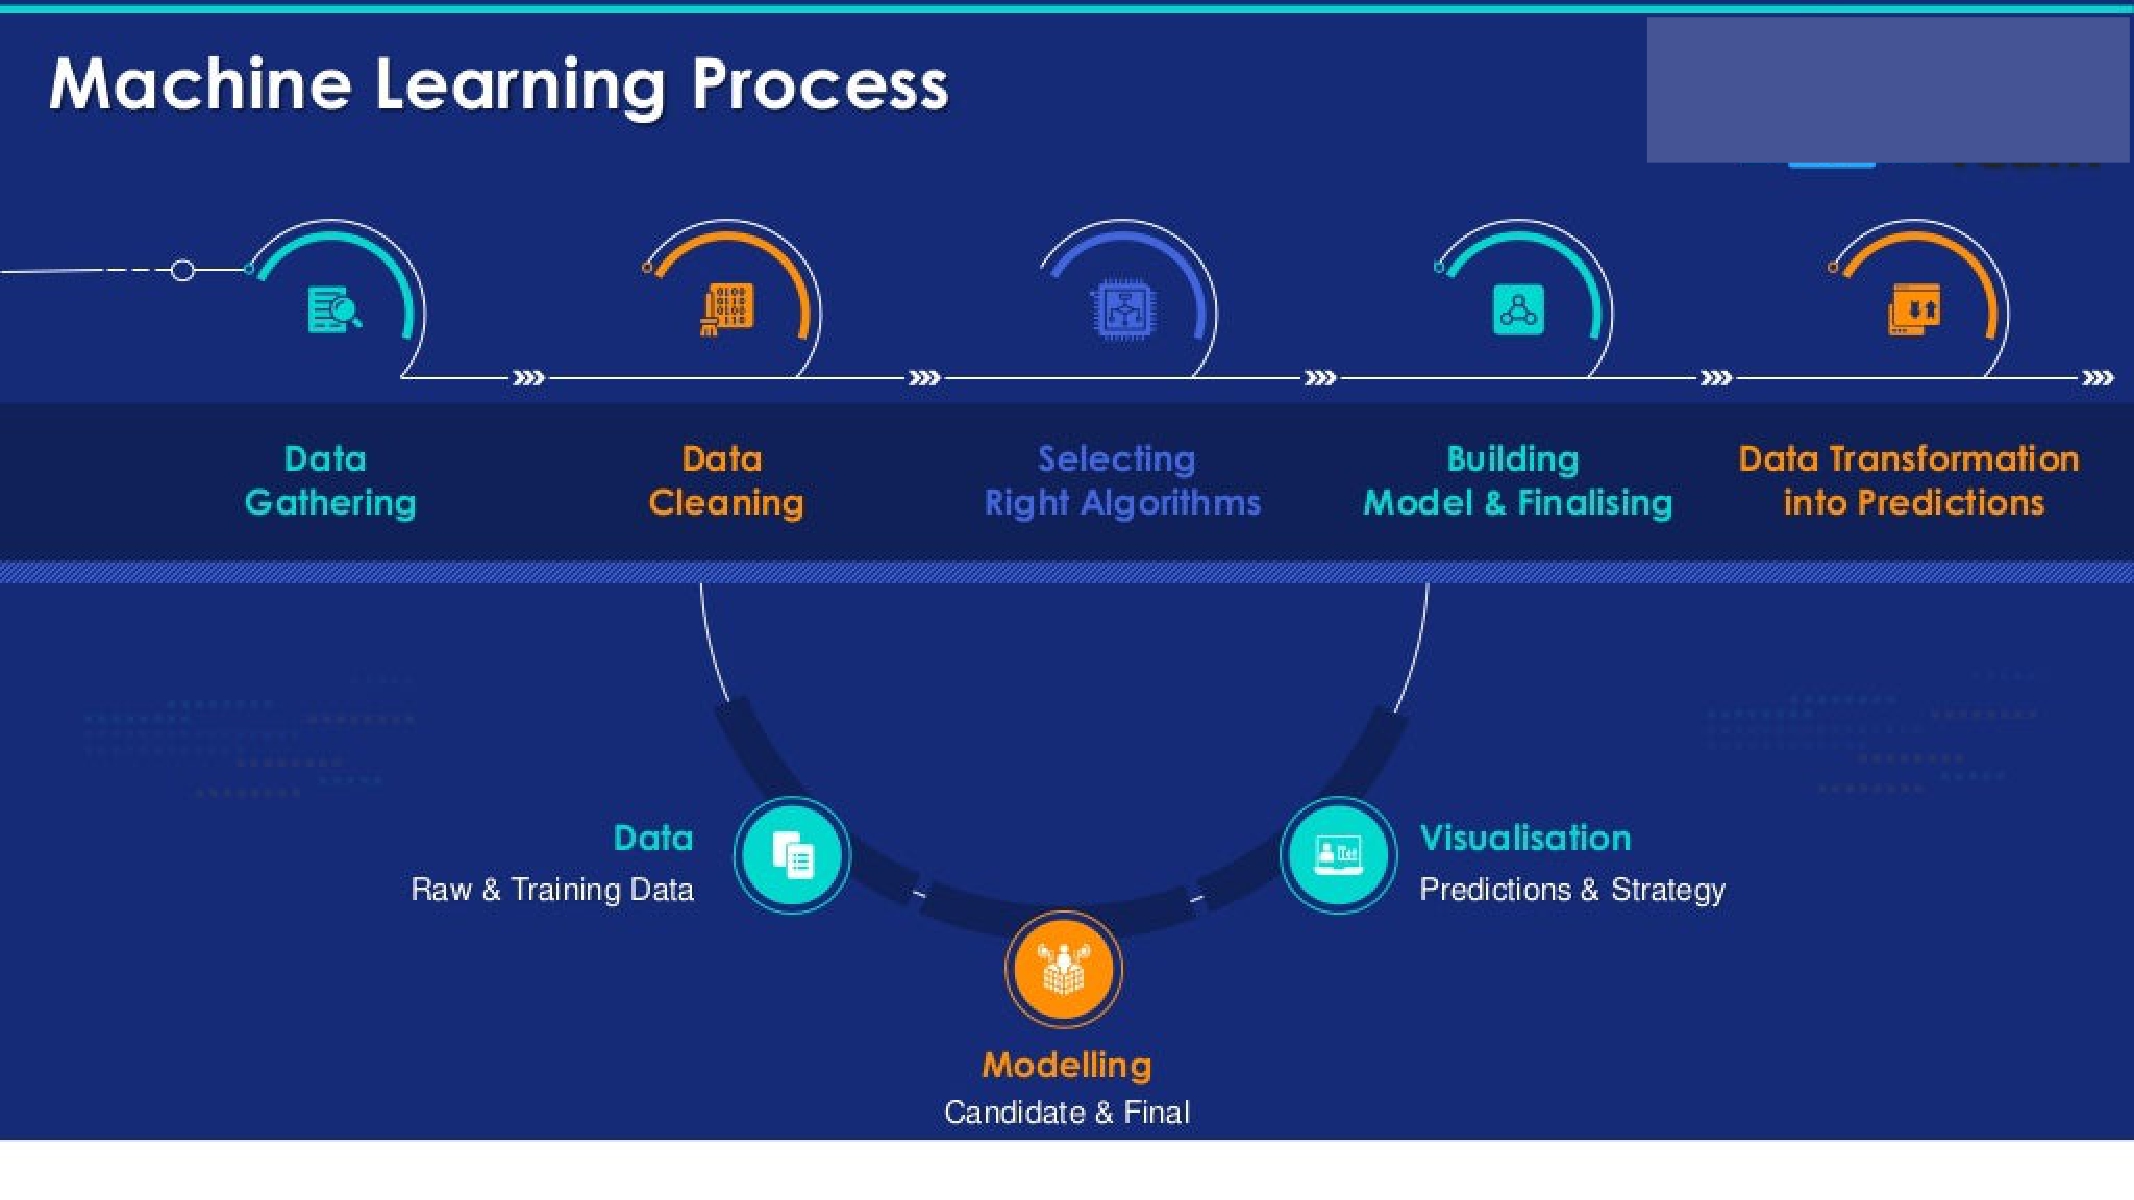 Machine Learning Process
Data
Gathering
Data
Cleaning
Selecting
Right Algorithms
Building
Model & Finalising
Data Transformation
into Predictions
Data
Raw & Training Data
Visualisation
Predictions & Strategy
Modelling
Candidate & Final